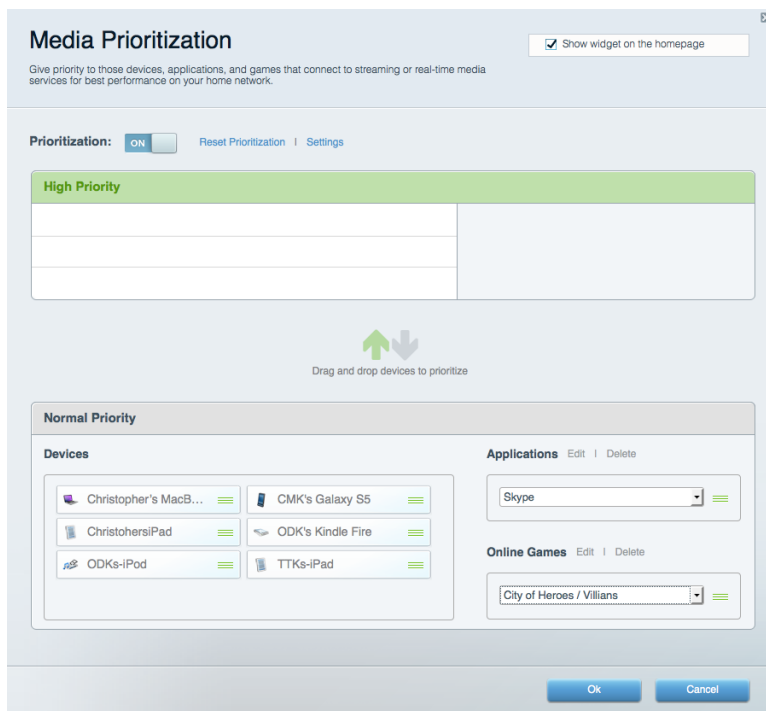 Media Prioritization
Show widget on the homepage
Give priority to those devices, applications, and games that connect to streaming or real-time media
services for best performance on your home network.
Prioritization: ON Reset Prioritization | Settings
High Priority
Drag and drop devices to prioritize
Normal Priority
Devices
Christopher's MacB...
CMK's Galaxy S5
ChristohersiPad
ODK's Kindle Fire
ODKs-iPod
TTKs-iPad
Applications Edit | Delete
Skype
Online Games Edit | Delete
City of Heroes / Villians
Ok
Cancel